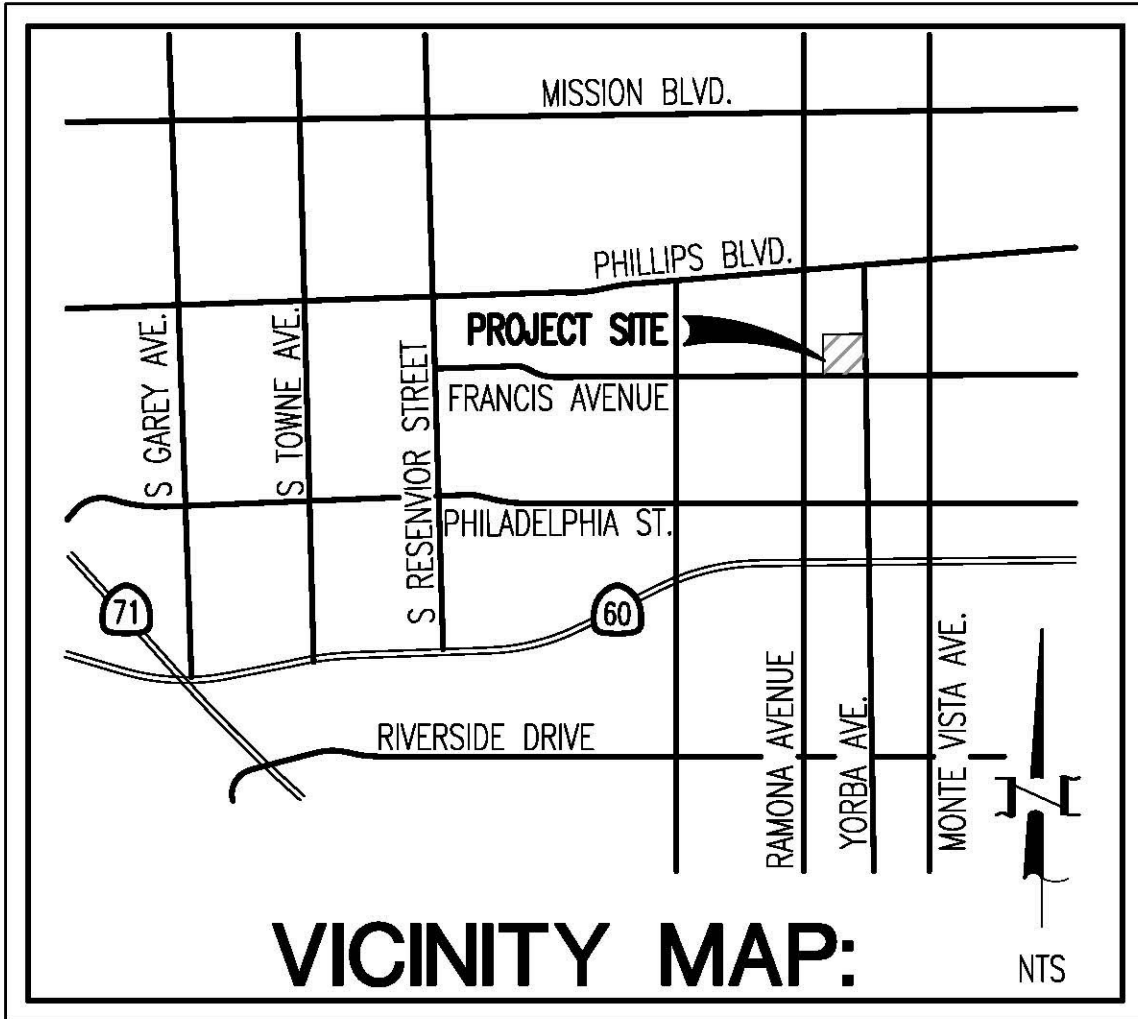 MISSION BLVD.
PHILLIPS BLVD.
PROJECT SITE
FRANCIS AVENUE
S GAREY AVE.
S TOWNE AVE.
S RESENVIOR STREET
PHILADELPHIA ST.
71
60
RIVERSIDE DRIVE
RAMONA AVENUE
YORBA AVE.
MONTE VISTA AVE.
N
VICINITY MAP:
NTS